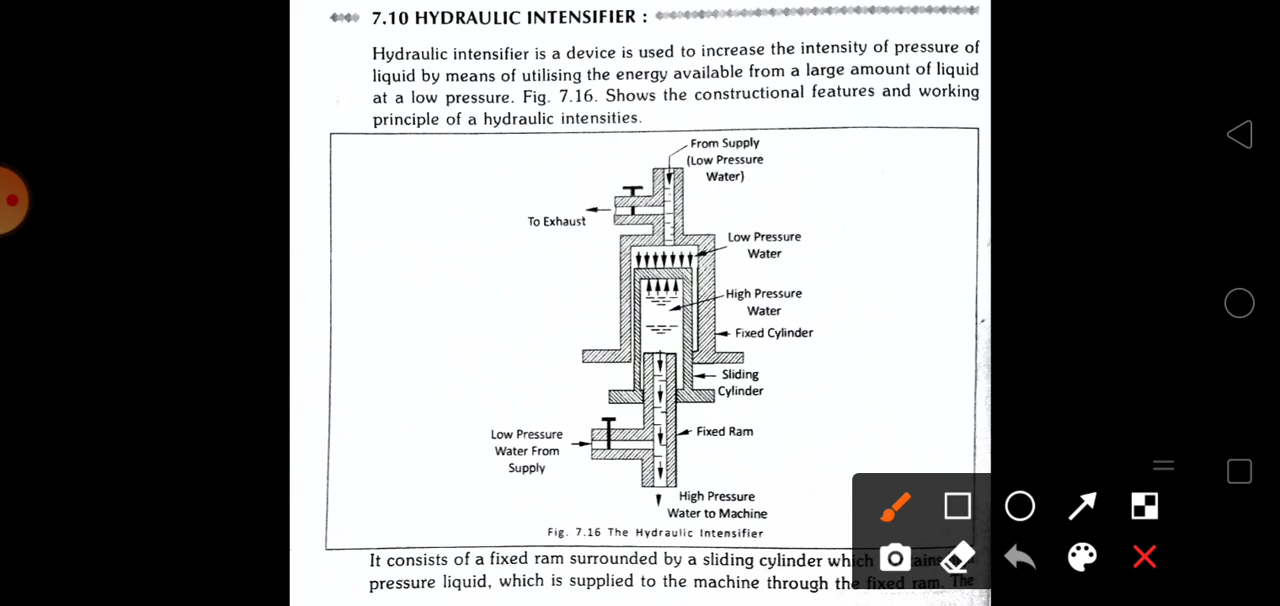 7.10 HYDRAULIC INTENSIFIER :
Hydraulic intensifier is a device is used to increase the intensity of pressure of
liquid by means of utilising the energy available from a large amount of liquid
at a low pressure. Fig. 7.16. Shows the constructional features and working
principle of a hydraulic intensities.
From Supply
(Low Pressure
Water)
To Exhaust
Low Pressure
Water
High Pressure
Water
Fixed Cylinder
Sliding
Cylinder
Fixed Ram
Low Pressure
Water From
Supply
High Pressure
Water to Machine
Fig. 7.16 The Hydraulic Intensifier
It consists of a fixed ram surrounded by a sliding cylinder which
pressure liquid, which is supplied to the machine through the fixed ram. The